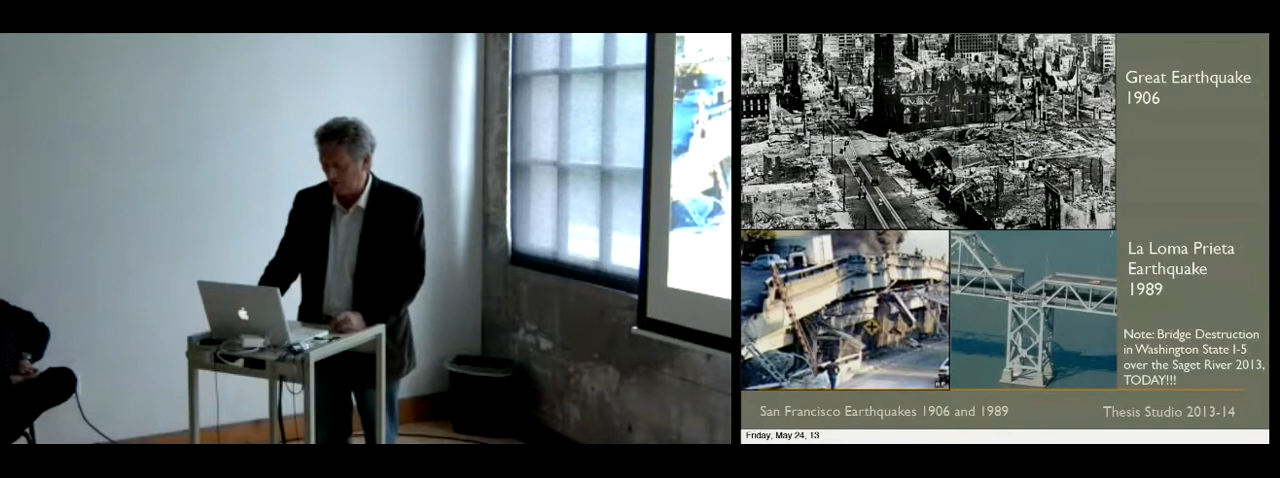 Great Earthquake
1906
La Loma Prieta
Earthquake
1989
Note: Bridge Destruction
in Washington State I-5
over the Saget River 2013,
TODAY!!!
San Francisco Earthquakes 1906 and 1989
Thesis Studio 2013-14
Friday, May 24, 13